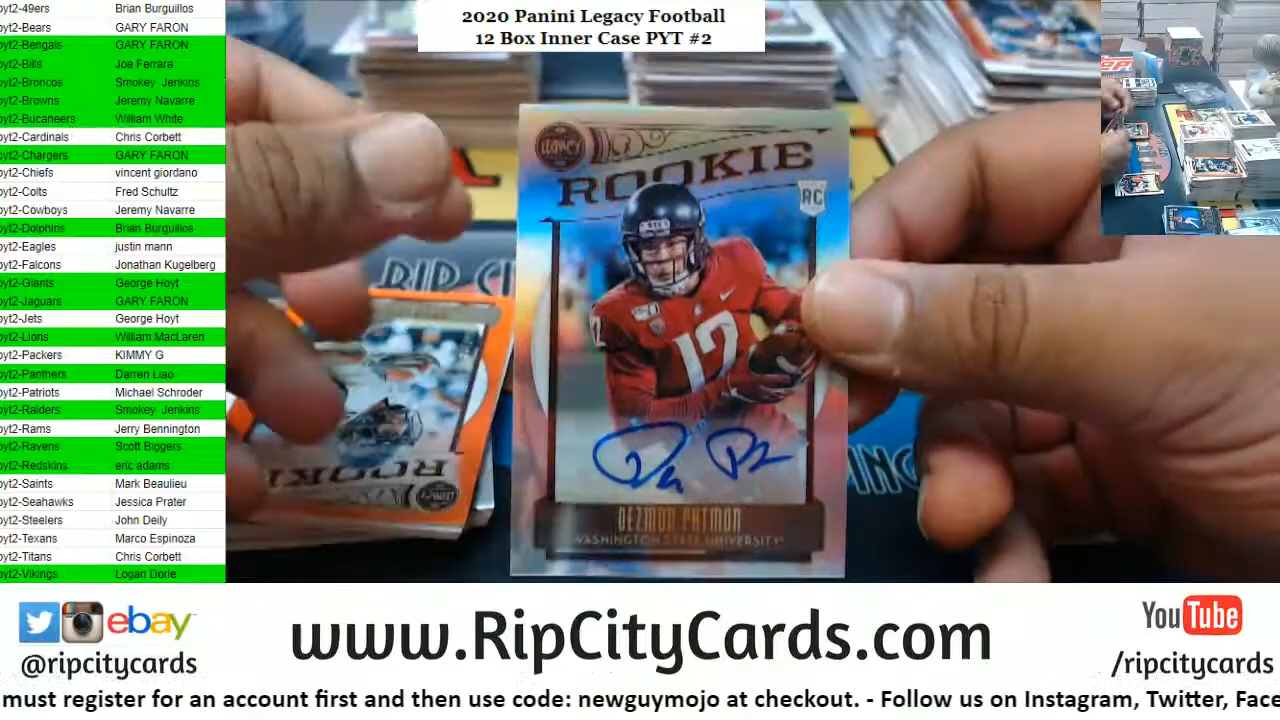 2020 Panini Legacy Football
12 Box Inner Case PYT #2
pyt2-49ers Brian Burguillos
pyt2-Bears GARY FARON
pyt2-Bengals GARY FARON
pyt2-Bills Joe Ferrara
pyt2-Broncos Smokey Jenkins
pyt2-Browns Jeremy Navarre
pyt2-Bucaneers William White
pyt2-Cardinals Chris Corbett
pyt2-Chargers GARY FARON
pyt2-Chiefs vincent giordano
pyt2-Colts Fred Schultz
pyt2-Cowboys Jeremy Navarre
pyt2-Dolphins Brian Burguillos
pyt2-Eagles justin mann
pyt2-Falcons Jonathan Kugelberg
pyt2-Giants George Hoyt
pyt2-Jaguars GARY FARON
pyt2-Jets George Hoyt
pyt2-Lions William MacLaren
pyt2-Packers KIMMY G
pyt2-Panthers Darren Liao
pyt2-Patriots Michael Schroder
pyt2-Raiders Smokey Jenkins
pyt2-Rams Jerry Bennington
pyt2-Ravens Scott Biggers
pyt2-Redskins eric adams
pyt2-Saints Mark Beaulieu
pyt2-Seahawks Jessica Prater
pyt2-Steelers John Deily
pyt2-Texans Marco Espinoza
pyt2-Titans Chris Corbett
pyt2-Vikings Logan Dorle
LEGACY
ROOKIE
RC
12
DEZMON PATMON
WASHINGTON STATE UNIVERSITY
RIP CI
ROOKI
ebay
@ripcitycards
www.RipCityCards.com
YouTube
/ripcitycards
must register for an account first and then use code: newguymojo at checkout. - Follow us on Instagram, Twitter, Face